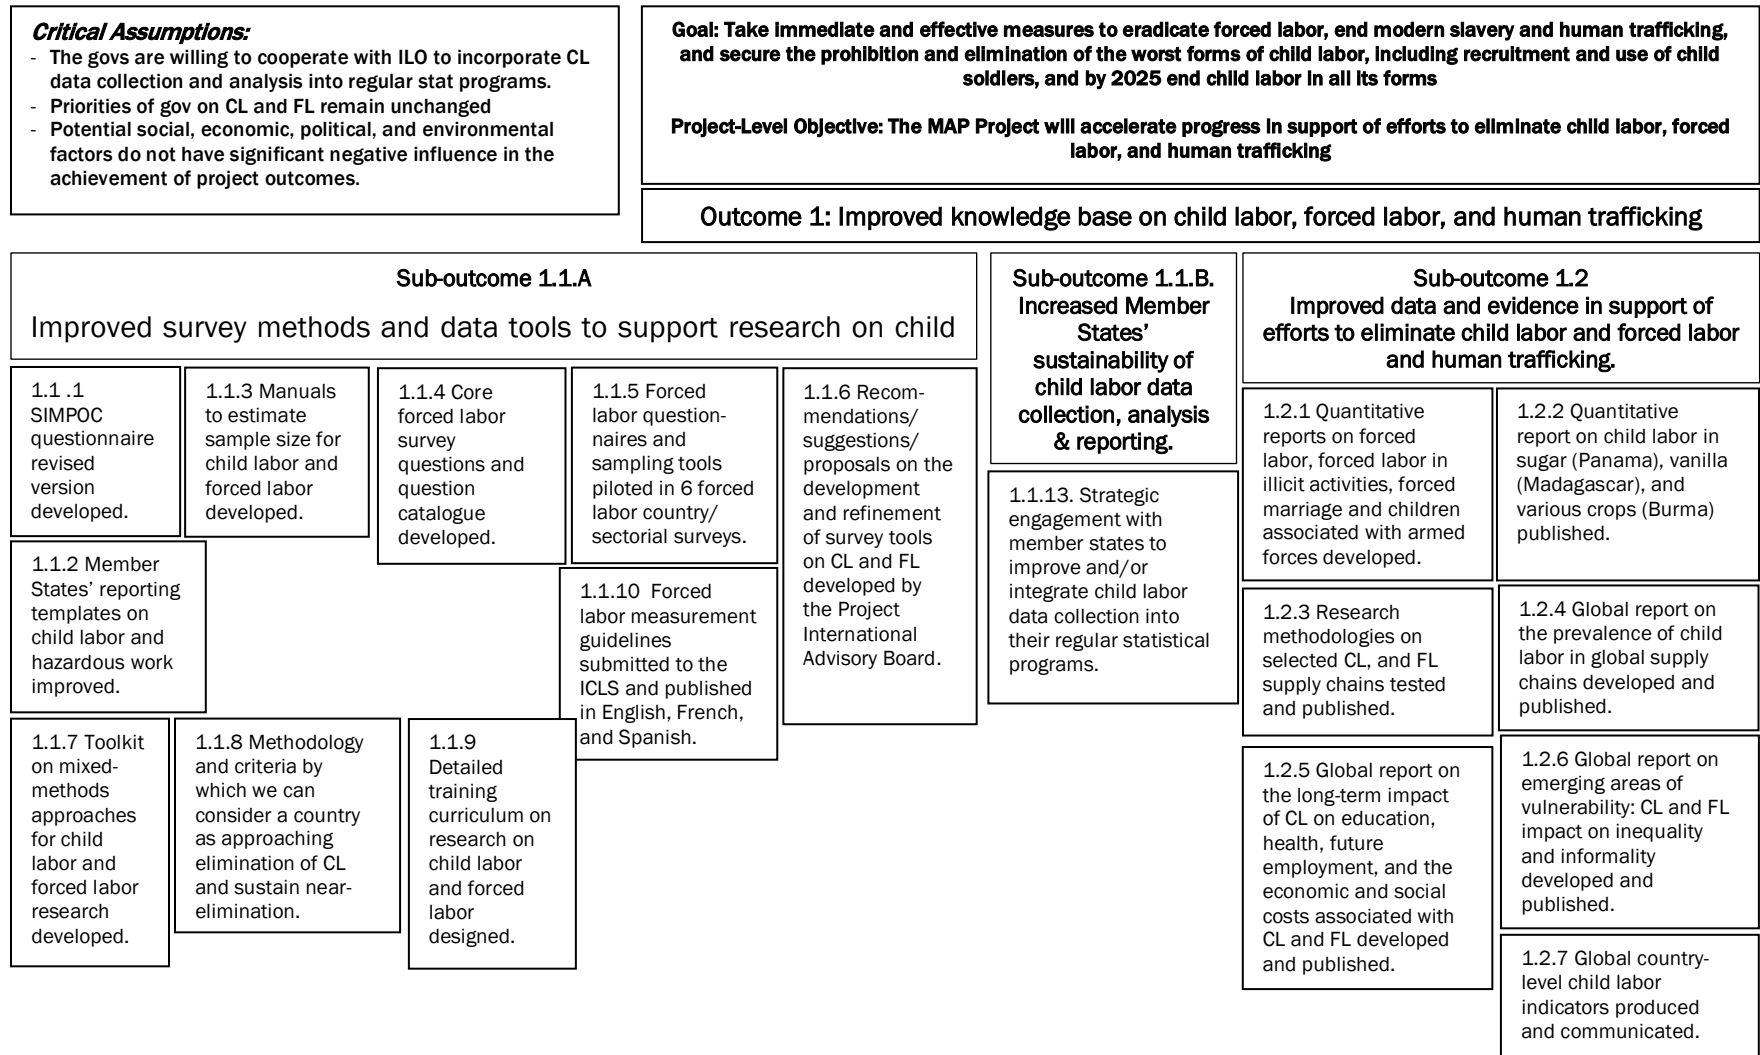 Critical Assumptions:
- The govs are willing to cooperate with ILO to incorporate CL
data collection and analysis into regular stat programs.
- Priorities of gov on CL and FL remain unchanged
- Potential social, economic, political, and environmental
factors do not have significant negative influence in the
achievement of project outcomes.
Goal: Take immediate and effective measures to eradicate forced labor, end modern slavery and human trafficking,
and secure the prohibition and elimination of the worst forms of child labor, including recruitment and use of child
soldiers, and by 2025 end child labor in all its forms
Project-Level Objective: The MAP Project will accelerate progress in support of efforts to eliminate child labor, forced
labor, and human trafficking
Outcome 1: Improved knowledge base on child labor, forced labor, and human trafficking
Sub-outcome 1.1.A
Improved survey methods and data tools to support research on child
1.1 .1
SIMPOC
questionnaire
revised
version
developed.
1.1.3 Manuals
to estimate
sample size for
child labor and
forced labor
developed.
1.1.4 Core
forced labor
survey
questions and
question
catalogue
developed.
1.1.5 Forced
labor question-
naires and
sampling tools
piloted in 6 forced
labor country/
sectorial surveys.
1.1.6 Recom-
mendations/
suggestions/
proposals on the
development
and refinement
of survey tools
on CL and FL
developed by
the Project
International
Advisory Board.
1.1.2 Member
States' reporting
templates on
child labor and
hazardous work
improved.
1.1.10 Forced
labor measurement
guidelines
submitted to the
ICLS and published
in English, French,
and Spanish.
1.1.7 Toolkit
on mixed-
methods
approaches
for child
labor and
forced labor
research
developed.
1.1.8 Methodology
and criteria by
which we can
consider a country
as approaching
elimination of CL
and sustain near-
elimination.
1.1.9
Detailed
training
curriculum on
research on
child labor
and forced
labor
designed.
Sub-outcome 1.1.B.
Increased Member
States'
sustainability of
child labor data
collection, analysis
& reporting.
1.1.13. Strategic
engagement with
member states to
improve and/or
integrate child labor
data collection into
their regular statistical
programs.
Sub-outcome 1.2
Improved data and evidence in support of
efforts to eliminate child labor and forced labor
and human trafficking.
1.2.1 Quantitative
reports on forced
labor, forced labor in
illicit activities, forced
marriage and children
associated with armed
forces developed.
1.2.2 Quantitative
report on child labor in
sugar (Panama), vanilla
(Madagascar), and
various crops (Burma)
published.
1.2.3 Research
methodologies on
selected CL, and FL
supply chains tested
and published.
1.2.4 Global report on
the prevalence of child
labor in global supply
chains developed and
published.
1.2.5 Global report on
the long-term impact
of CL on education,
health, future
employment, and the
economic and social
costs associated with
CL and FL developed
and published.
1.2.6 Global report on
emerging areas of
vulnerability: CL and FL
impact on inequality
and informality
developed and
published.
1.2.7 Global country-
level child labor
indicators produced
and communicated.